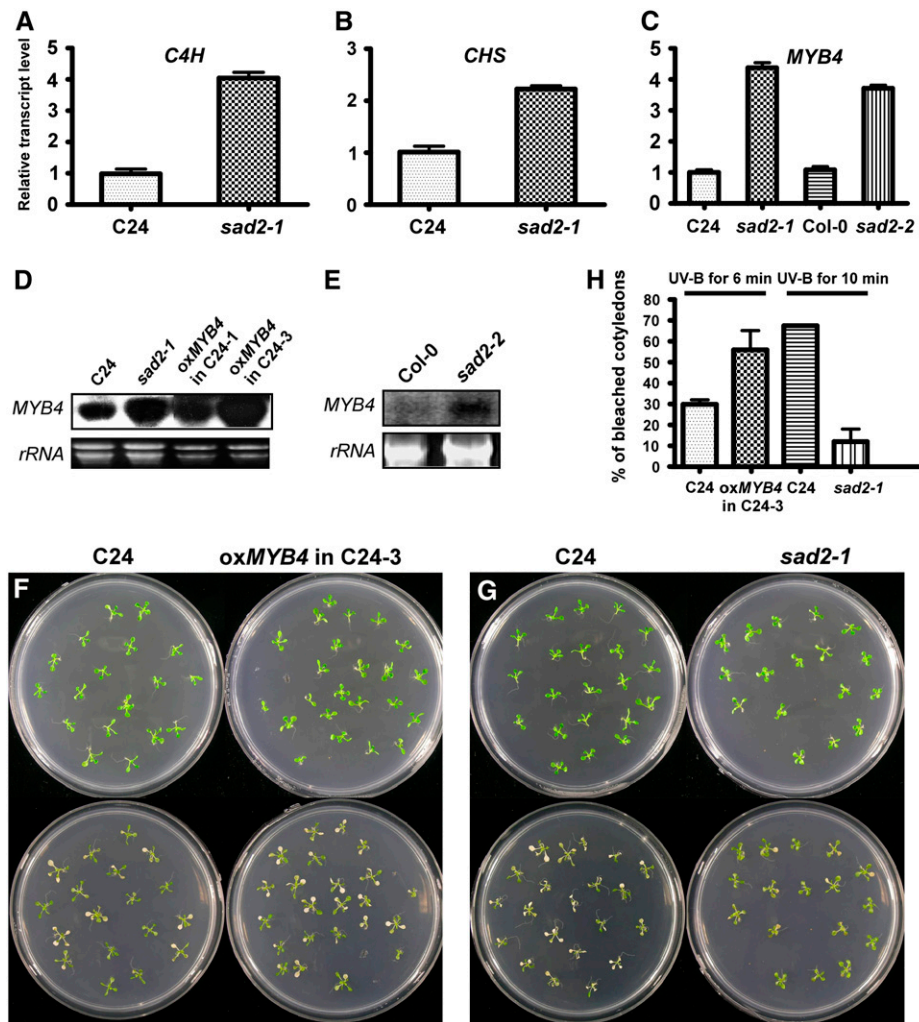 A
C4H
Relative transcript level
5
4
3
2
1
0
C24
sad2-1
B
CHS
3
2
1
0
C24
sad2-1
C
MYB4
5
4
3
2
1
0
C24
sad2-1
Col-0
sad2-2
D
C24
sad2-1
oxMYB4
in C24-1
oxMYB4
in C24-3
MYB4
rRNA
E
Col-0
sad2-2
MYB4
rRNA
H
UV-B for 6 min
UV-B for 10 min
% of bleached cotyledons
80
70
60
50
40
30
20
10
0
C24
oxMYB4
in C24-3
C24
sad2-1
C24
oxMYB4 in C24-3
F
C24
sad2-1
G